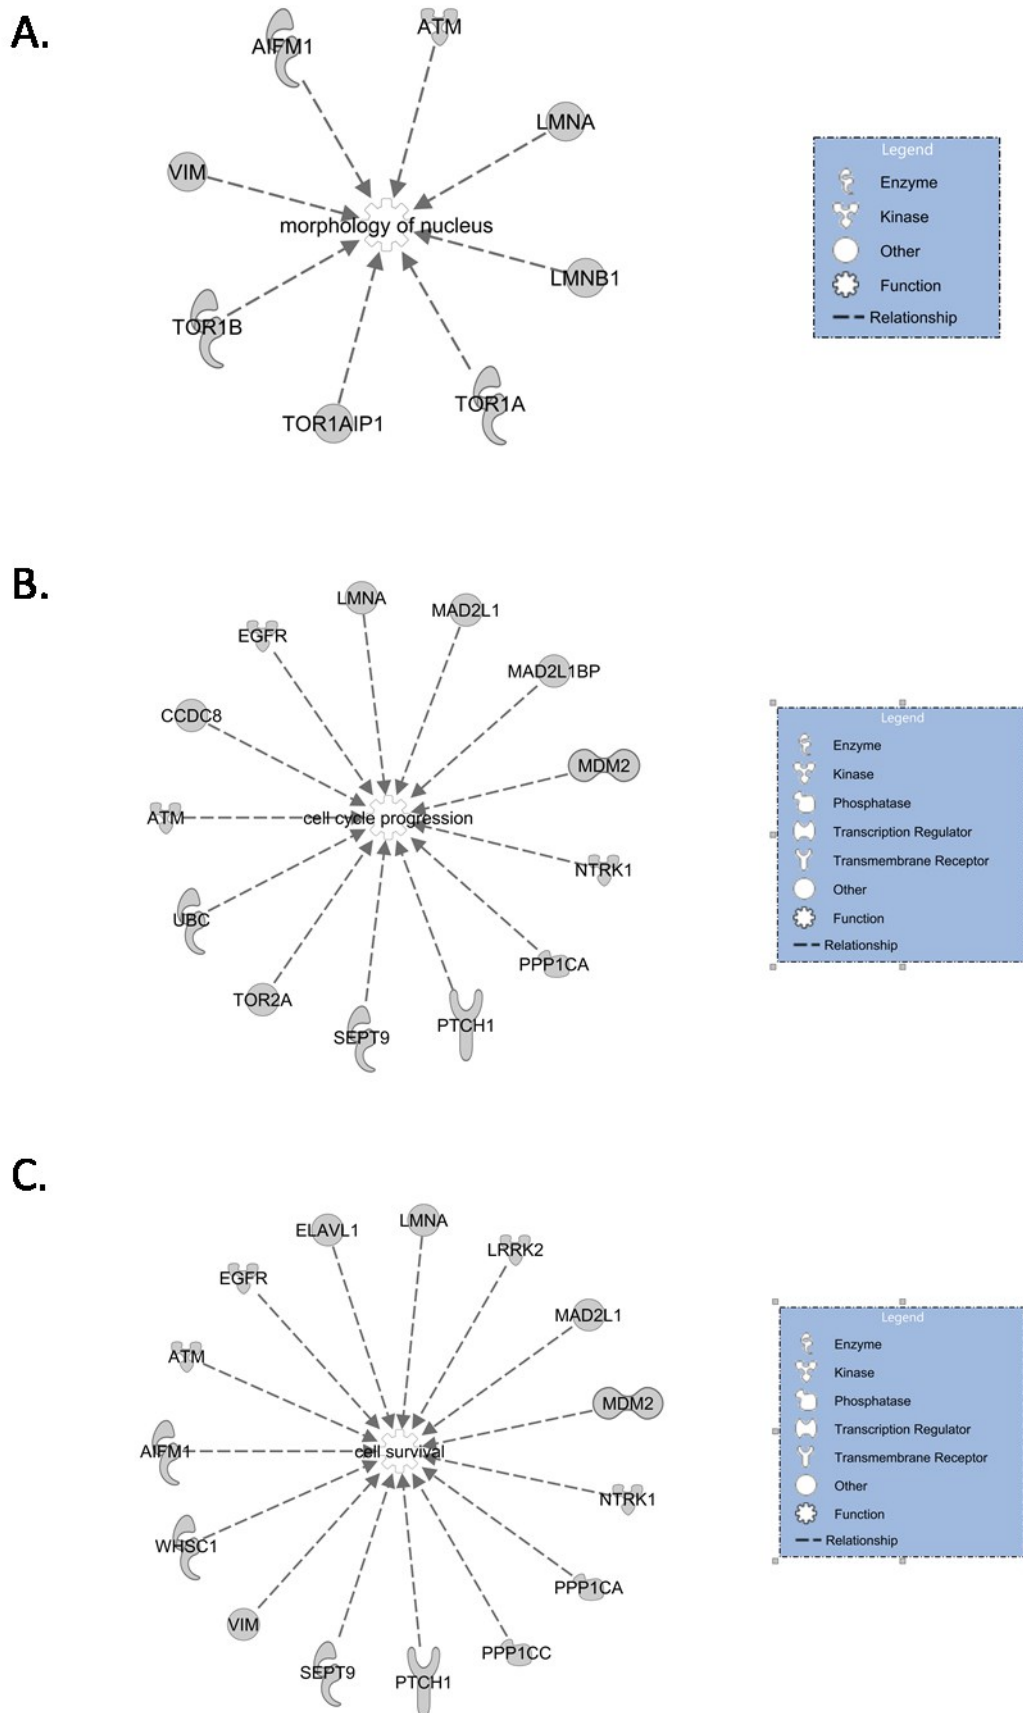 A.
AIFM1
ATM
LMNA
VIM
morphology of nucleus
LMNB1
TOR1B
TOR1A
TOR1AIP1
Legend
Enzyme
Kinase
Other
Function
Relationship
B.
LMNA
MAD2L1
EGFR
MAD2L1BP
CCDC8
MDM2
ATM
cell cycle progression
NTRK1
UBC
PPP1CA
TOR2A
SEPT9
PTCH1
Legend
Enzyme
Kinase
Phosphatase
Transcription Regulator
Transmembrane Receptor
Other
Function
Relationship
C.
ELAVL1
LMNA
LRRK2
EGFR
MAD2L1
ATM
MDM2
AIFM1
cell survival
NTRK1
WHSC1
PPP1CA
VIM
PPP1CC
SEPT9
PTCH1
Legend
Enzyme
Kinase
Phosphatase
Transcription Regulator
Transmembrane Receptor
Other
Function
Relationship